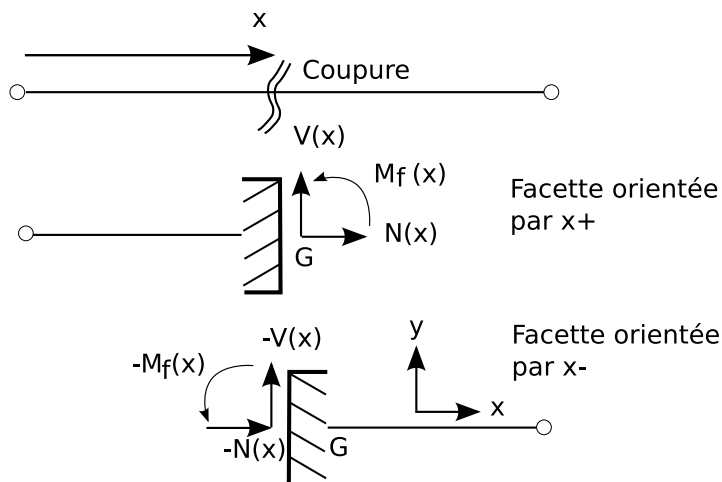 x
Coupure
V(x)
Mf(x)
Facette orientée
par x+
N(x)
G
y
-V(x)
Facette orientée
par x-
-Mf(x)
x
-N(x)
G